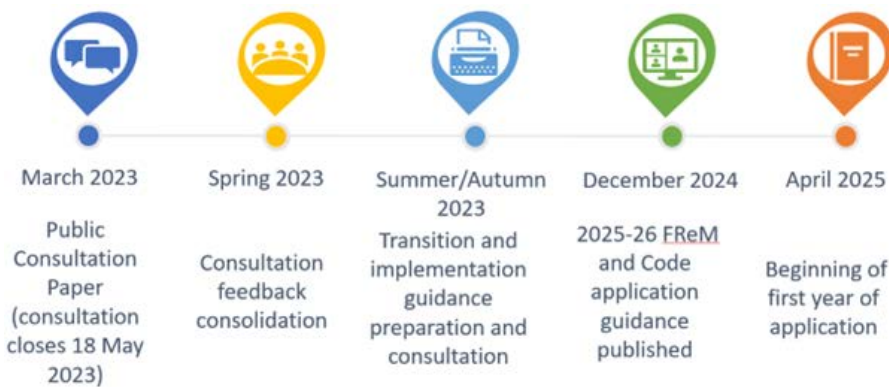 March 2023
Public
Consultation
Paper
(consultation
closes 18 May
2023)
Spring 2023
Consultation
feedback
consolidation
Summer/Autumn
2023
Transition and
implementation
guidance
preparation and
consultation
December 2024
2025-26 FReM
and Code
application
guidance
published
April 2025
Beginning of
first year of
application